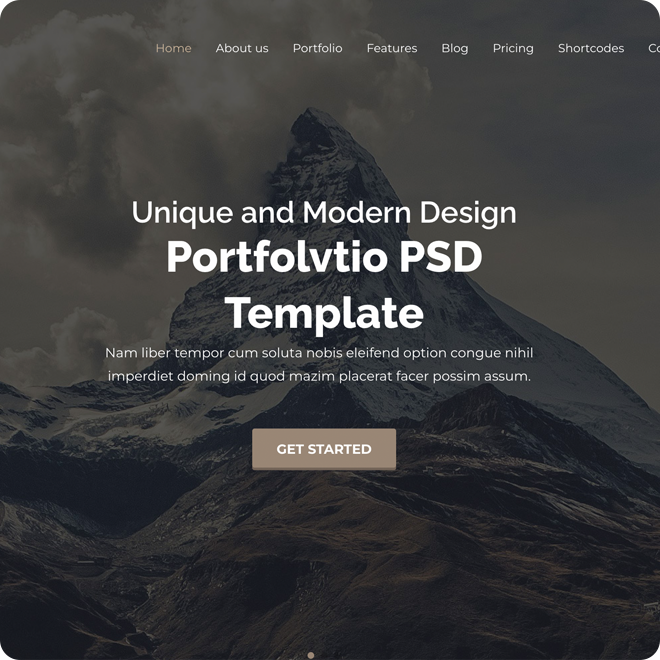 Home About us Portfolio Features Blog Pricing Shortcodes Co
Unique and Modern Design
Portfolvtio PSD
Template
Nam liber tempor cum soluta nobis eleifend option congue nihil
imperdiet doming id quod mazim placerat facer possim assum.
GET STARTED